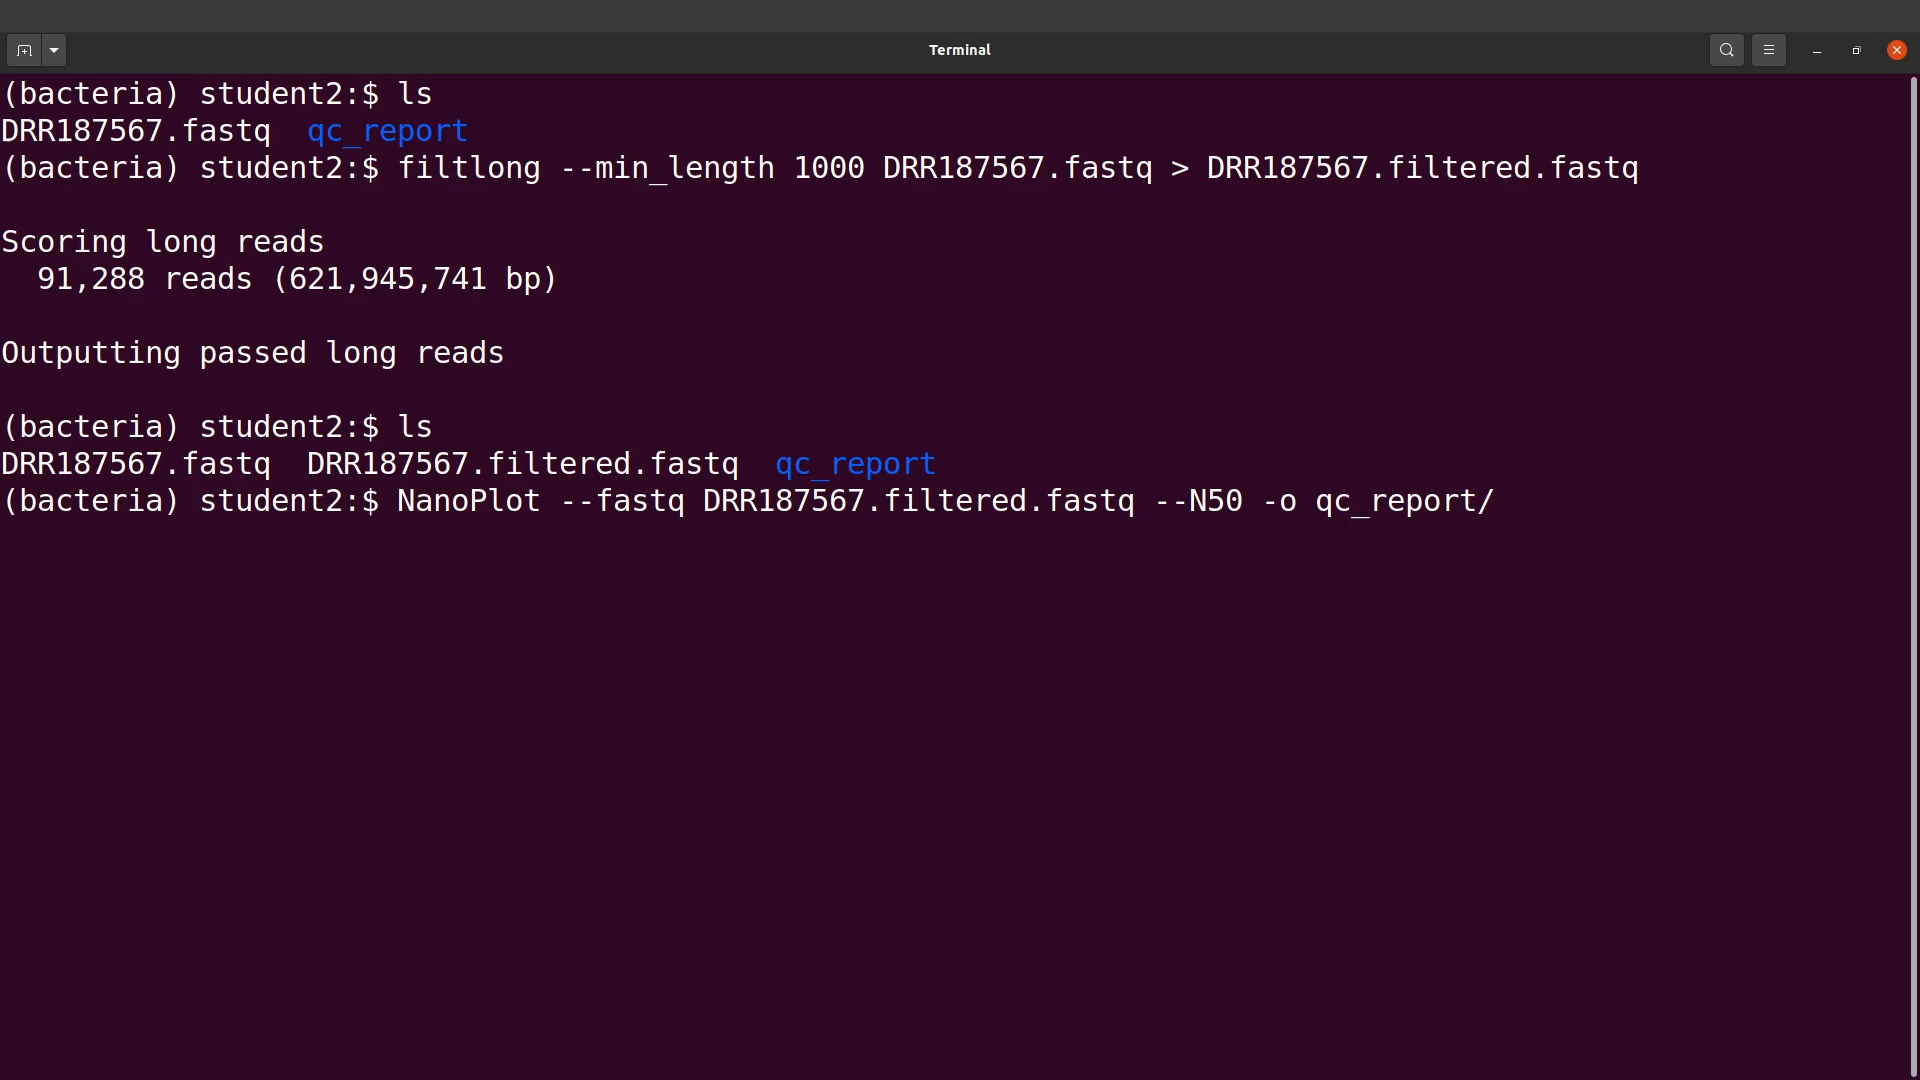 Terminal
(bacteria) student2:$ ls
DRR187567.fastq  qc_report
(bacteria) student2:$ filtlong --min_length 1000 DRR187567.fastq > DRR187567.filtered.fastq
Scoring long reads
  91,288 reads (621,945,741 bp)
Outputting passed long reads
(bacteria) student2:$ ls
DRR187567.fastq  DRR187567.filtered.fastq  qc_report
(bacteria) student2:$ NanoPlot --fastq DRR187567.filtered.fastq --N50 -o qc_report/